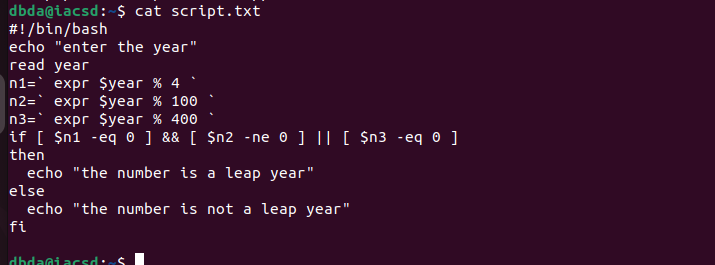 dbda@iacsd:~$ cat script.txt
#!/bin/bash
echo "enter the year"
read year
n1=` expr $year % 4 `
n2=` expr $year % 100 `
n3=` expr $year % 400 `
if [ $n1 -eq 0 ] && [ $n2 -ne 0 ] || [ $n3 -eq 0 ]
then
  echo "the number is a leap year"
else
  echo "the number is not a leap year"
fi

dbda@iacsd:~$